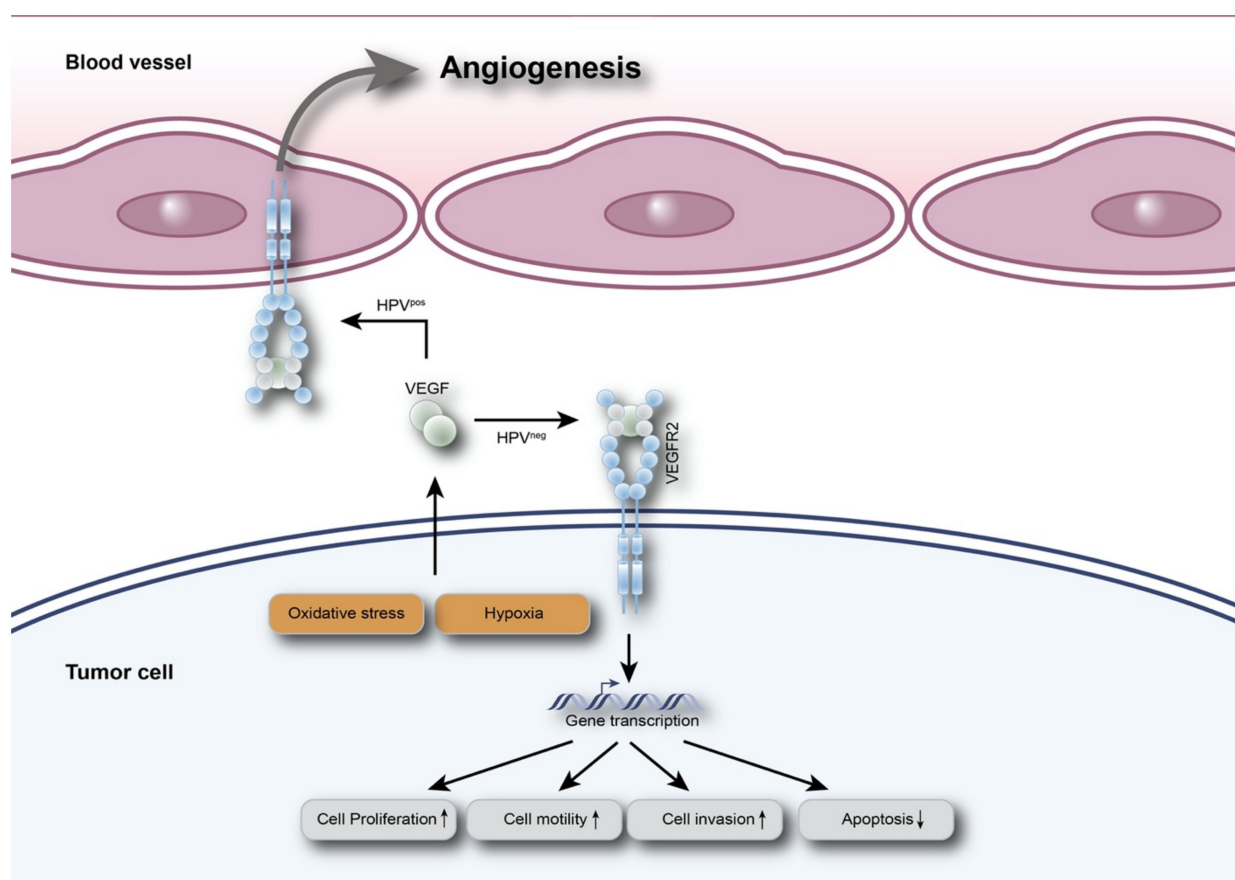 Blood vessel
Angiogenesis
HPVpos
VEGF
HPVneg
VEGFR2
Oxidative stress
Hypoxia
Tumor cell
Gene transcription
Cell Proliferation ↑
Cell motility ↑
Cell invasion ↑
Apoptosis ↓